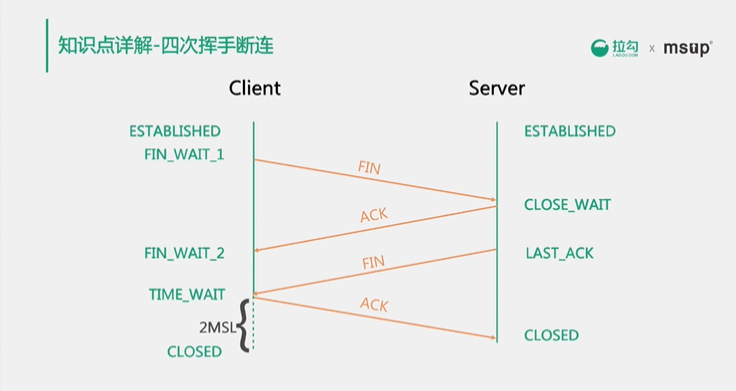 知识点详解-四次挥手断连
拉勾 x msup
LAGOU.COM
Client Server
ESTABLISHED ESTABLISHED
FIN_WAIT_1
FIN
CLOSE_WAIT
ACK
FIN_WAIT_2 LAST_ACK
FIN
TIME_WAIT
ACK
2MSL
CLOSED
CLOSED